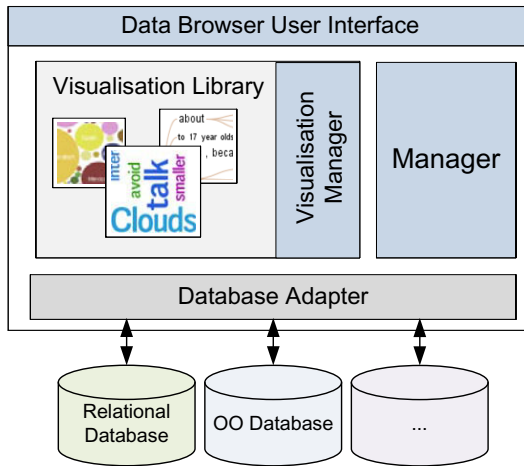 Data Browser User Interface
Visualisation Library
Visualisation
Manager
Manager
about
to 17 year olds
, beca
inter
avoid
talk
smaller
Clouds
Database Adapter
Relational
Database
OO Database
...